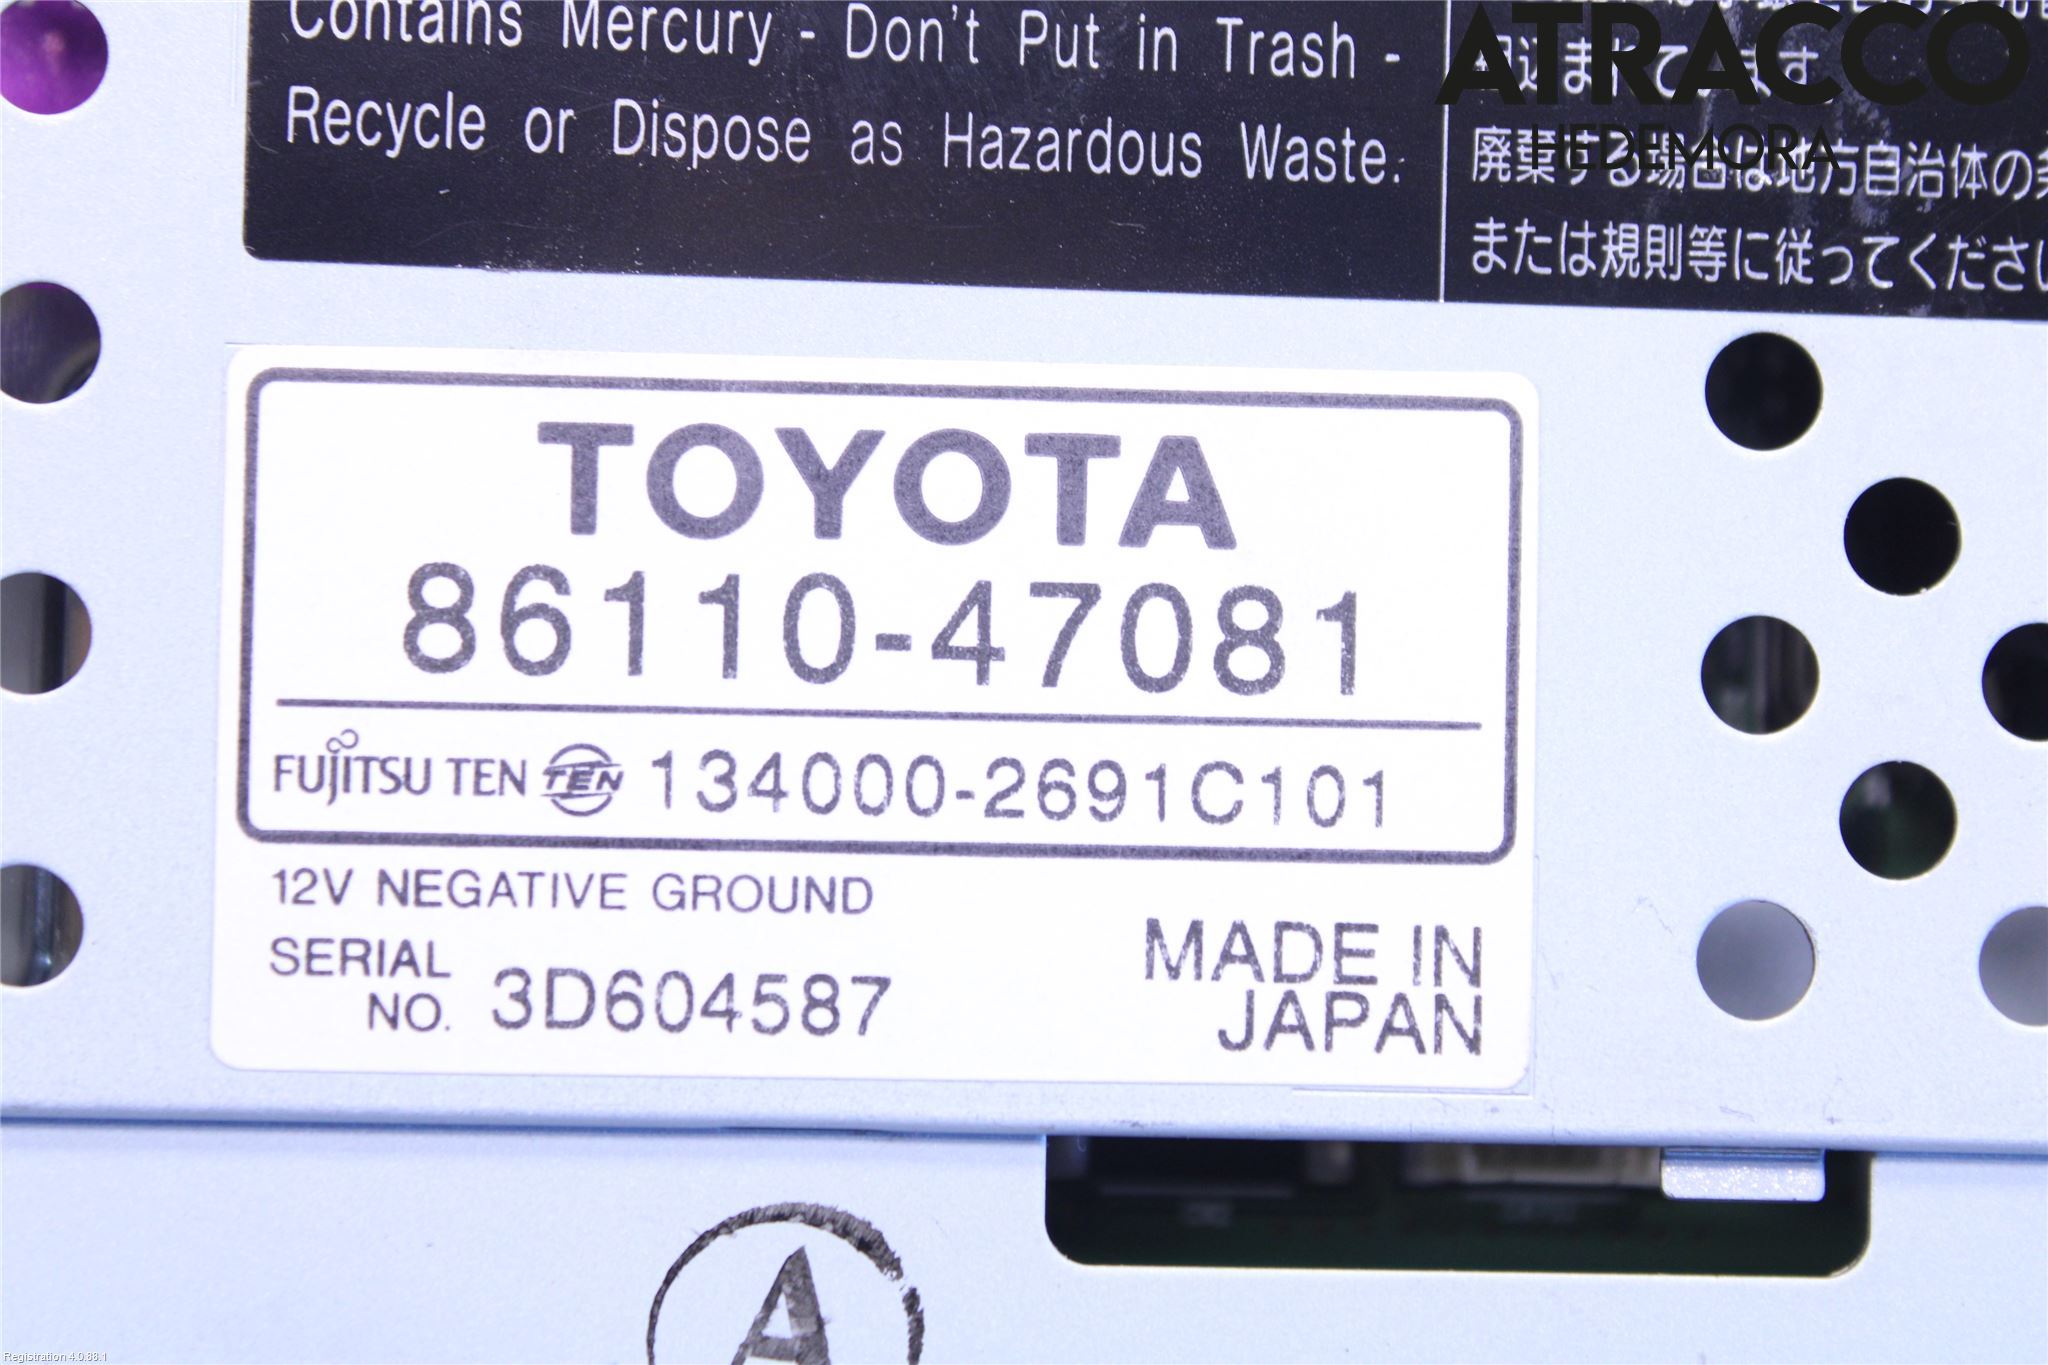 Contains Mercury - Don't Put in Trash -
Recycle or Dispose as Hazardous Waste.
ATRACCO
HEDEMORA
廃棄する場合は地方自治体の条
または規則等に従ってください
TOYOTA
86110-47081
FUJITSU TEN TEN 134000-2691C101
12V NEGATIVE GROUND
SERIAL NO. 3D604587
MADE IN
JAPAN
A
Registration 4.0.88.1